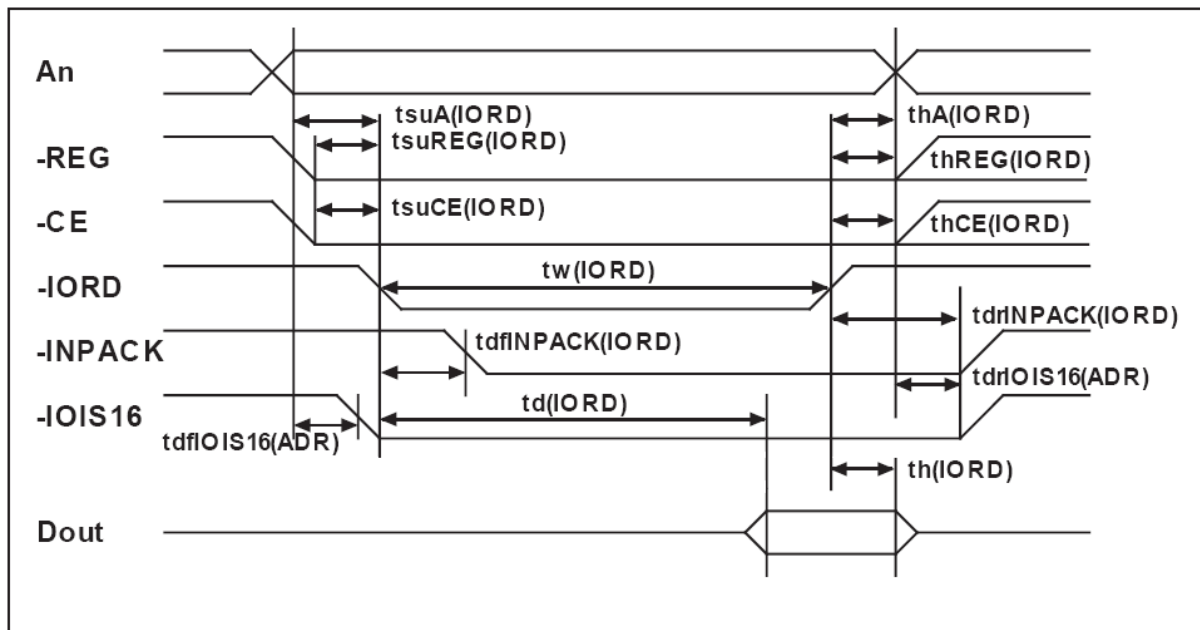 An
tsuA(IORD)
thA(IORD)
tsuREG(IORD)
-REG
thREG(IORD)
tsuCE(IORD)
-CE
thCE(IORD)
tw(IORD)
-IORD
tdrINPACK(IORD)
tdfINPACK(IORD)
-INPACK
tdrIOIS16(ADR)
td(IORD)
-IOIS16
tdfIOIS16(ADR)
th(IORD)
Dout